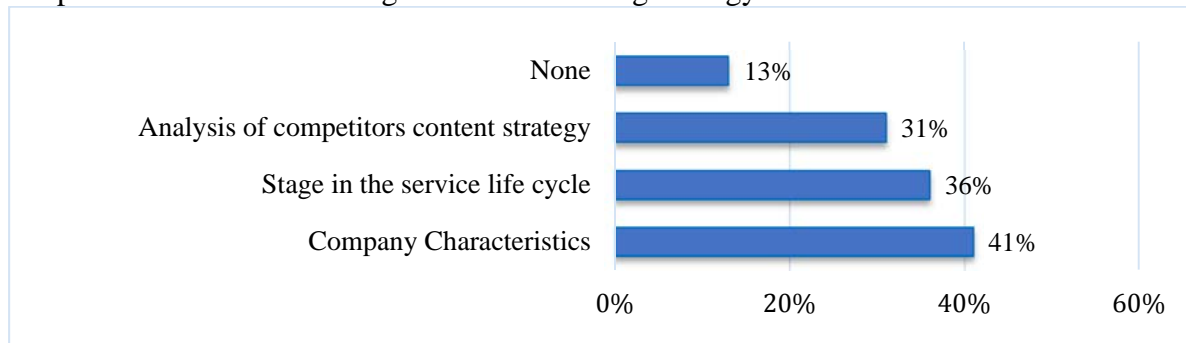 None 13%
Analysis of competitors content strategy 31%
Stage in the service life cycle 36%
Company Characteristics 41%
0% 20% 40% 60%